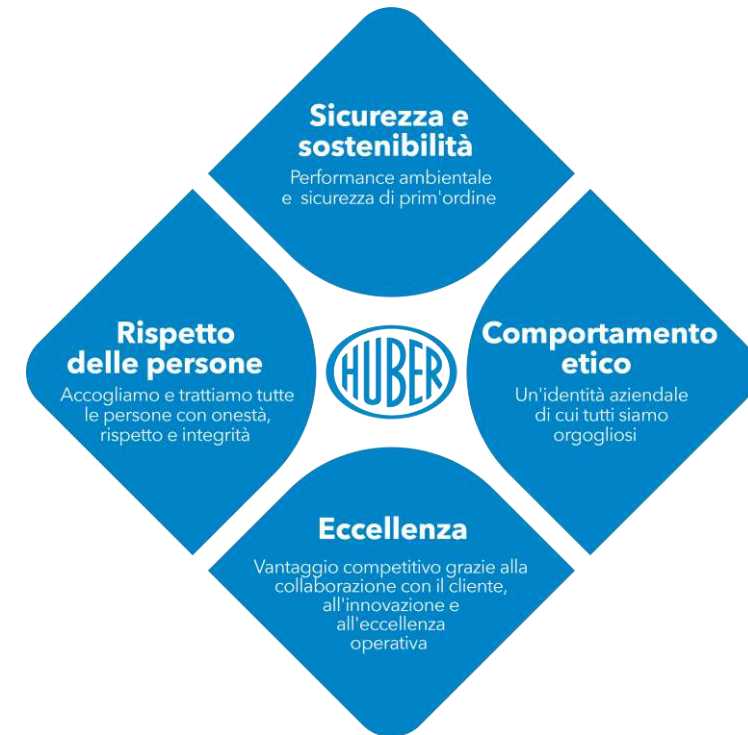 Sicurezza e
sostenibilità
Performance ambientale
e sicurezza di prim'ordine
Rispetto
delle persone
Accogliamo e trattiamo tutte
le persone con onestà,
rispetto e integrità
HUBER
Comportamento
etico
Un'identità aziendale
di cui tutti siamo
orgogliosi
Eccellenza
Vantaggio competitivo grazie alla
collaborazione con il cliente,
all'innovazione e
all'eccellenza
operativa